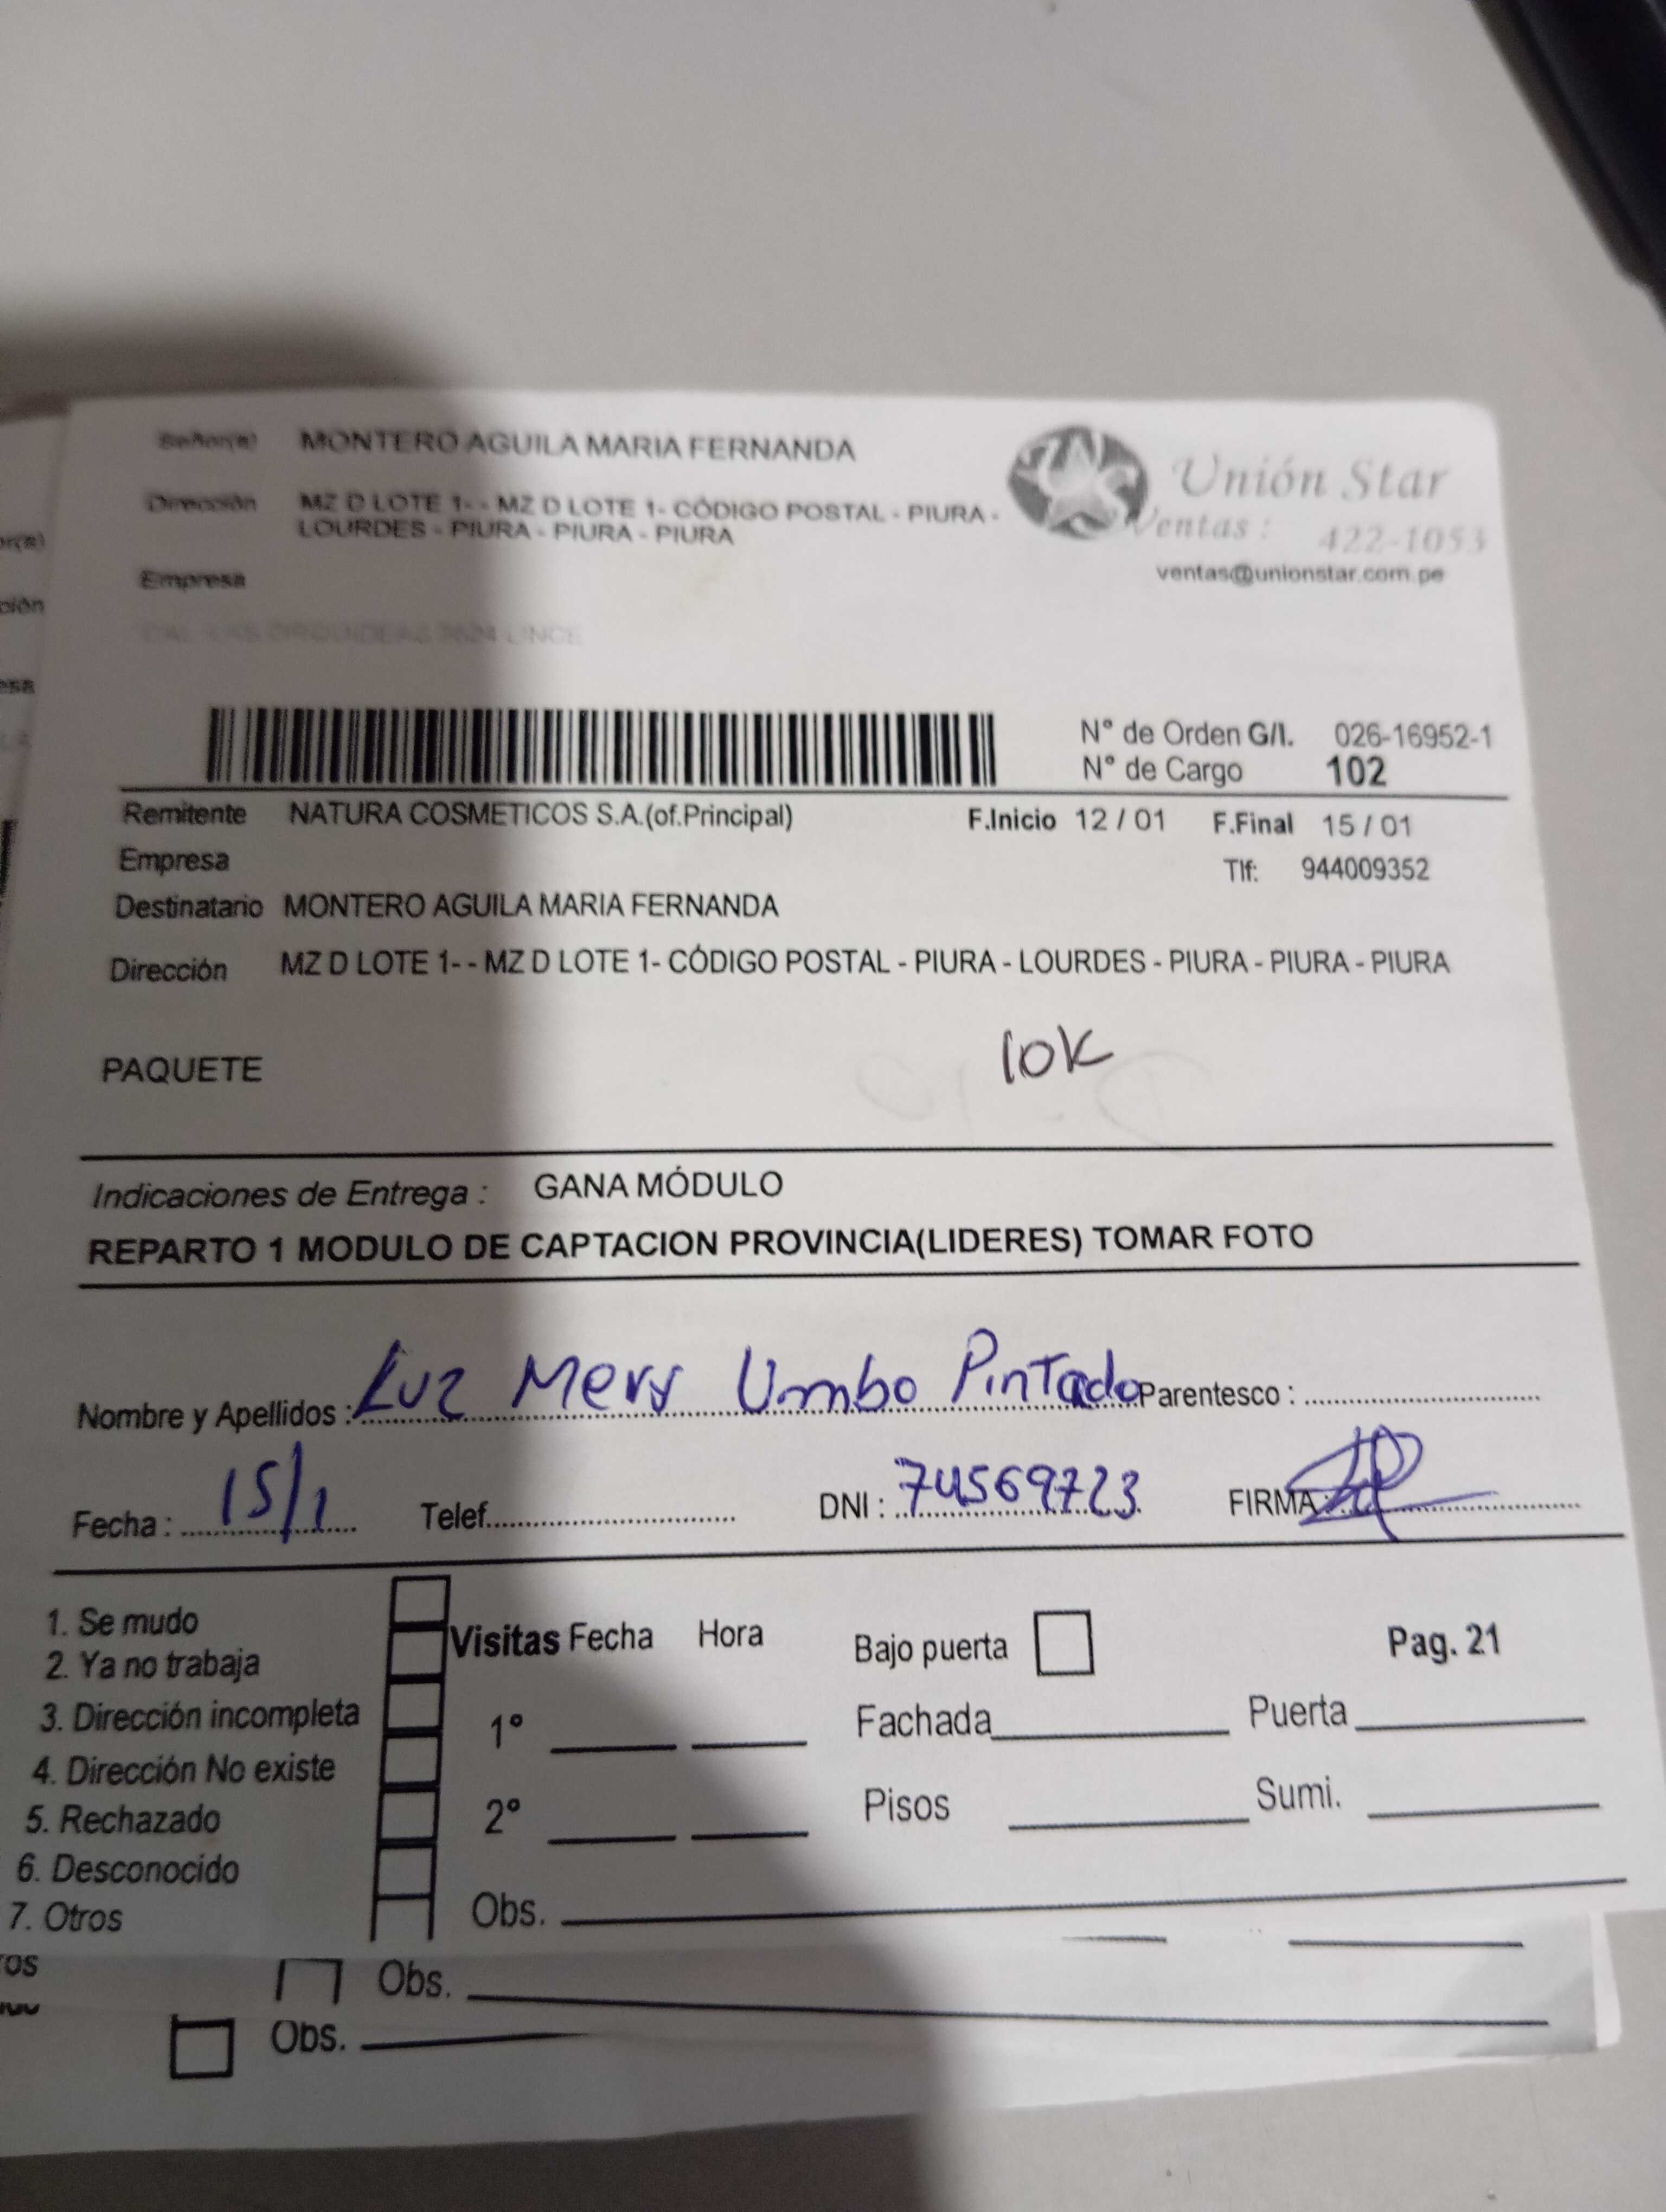 Señor(a) MONTERO AGUILA MARIA FERNANDA
Unión Star
Dirección MZ D LOTE 1- - MZ D LOTE 1- CÓDIGO POSTAL - PIURA -
LOURDES - PIURA - PIURA - PIURA
Ventas : 422-1053
Empresa
ventas@unionstar.com.pe
N° de Orden G/I. 026-16952-1
N° de Cargo 102
Remitente NATURA COSMETICOS S.A.(of.Principal) F.Inicio 12 / 01 F.Final 15 / 01
Empresa Tlf: 944009352
Destinatario MONTERO AGUILA MARIA FERNANDA
Dirección MZ D LOTE 1- - MZ D LOTE 1- CÓDIGO POSTAL - PIURA - LOURDES - PIURA - PIURA - PIURA
PAQUETE 10K
Indicaciones de Entrega : GANA MÓDULO
REPARTO 1 MODULO DE CAPTACION PROVINCIA(LIDERES) TOMAR FOTO
Nombre y Apellidos : Luz Mery Umbo Pintado Parentesco :
Fecha : 15/1 Telef. DNI : 74569723 FIRMA :
1. Se mudo
2. Ya no trabaja
3. Dirección incompleta
4. Dirección No existe
5. Rechazado
6. Desconocido
7. Otros
Visitas Fecha Hora
1°
2°
Bajo puerta Pag. 21
Fachada Puerta
Pisos Sumi.
Obs.
Obs.
Obs.